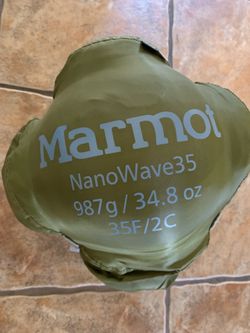 Marmot
NanoWave35
987g / 34.8 oz
35F/2C